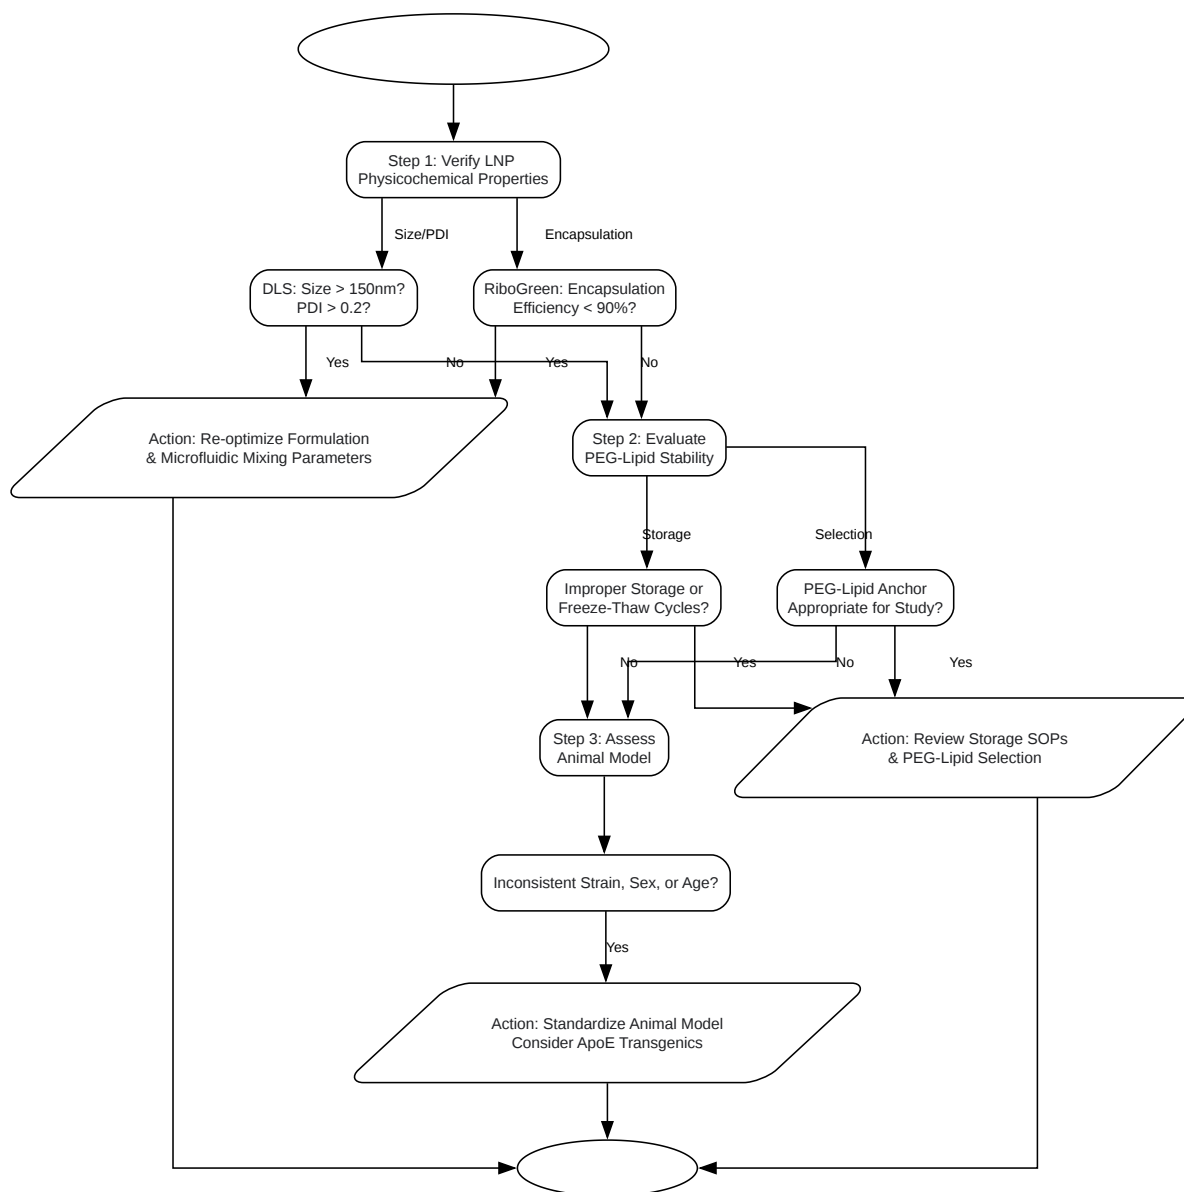 Step 1: Verify LNP
Physicochemical Properties
Size/PDI
Encapsulation
DLS: Size > 150nm?
PDI > 0.2?
RiboGreen: Encapsulation
Efficiency < 90%?
Yes
No
Yes
No
Action: Re-optimize Formulation
& Microfluidic Mixing Parameters
Step 2: Evaluate
PEG-Lipid Stability
Storage
Selection
Improper Storage or
Freeze-Thaw Cycles?
PEG-Lipid Anchor
Appropriate for Study?
No
Yes
No
Yes
Step 3: Assess
Animal Model
Action: Review Storage SOPs
& PEG-Lipid Selection
Inconsistent Strain, Sex, or Age?
Yes
Action: Standardize Animal Model
Consider ApoE Transgenics